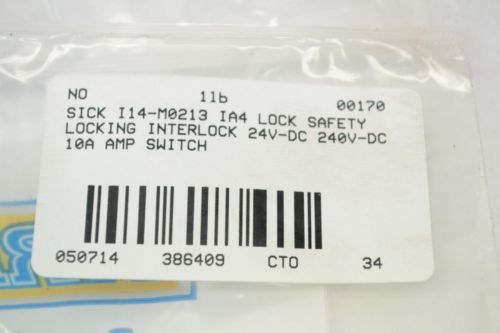 NO 1lb 00170
SICK I14-M0213 IA4 LOCK SAFETY
LOCKING INTERLOCK 24V-DC 240V-DC
10A AMP SWITCH
050714 386409 CTO 34